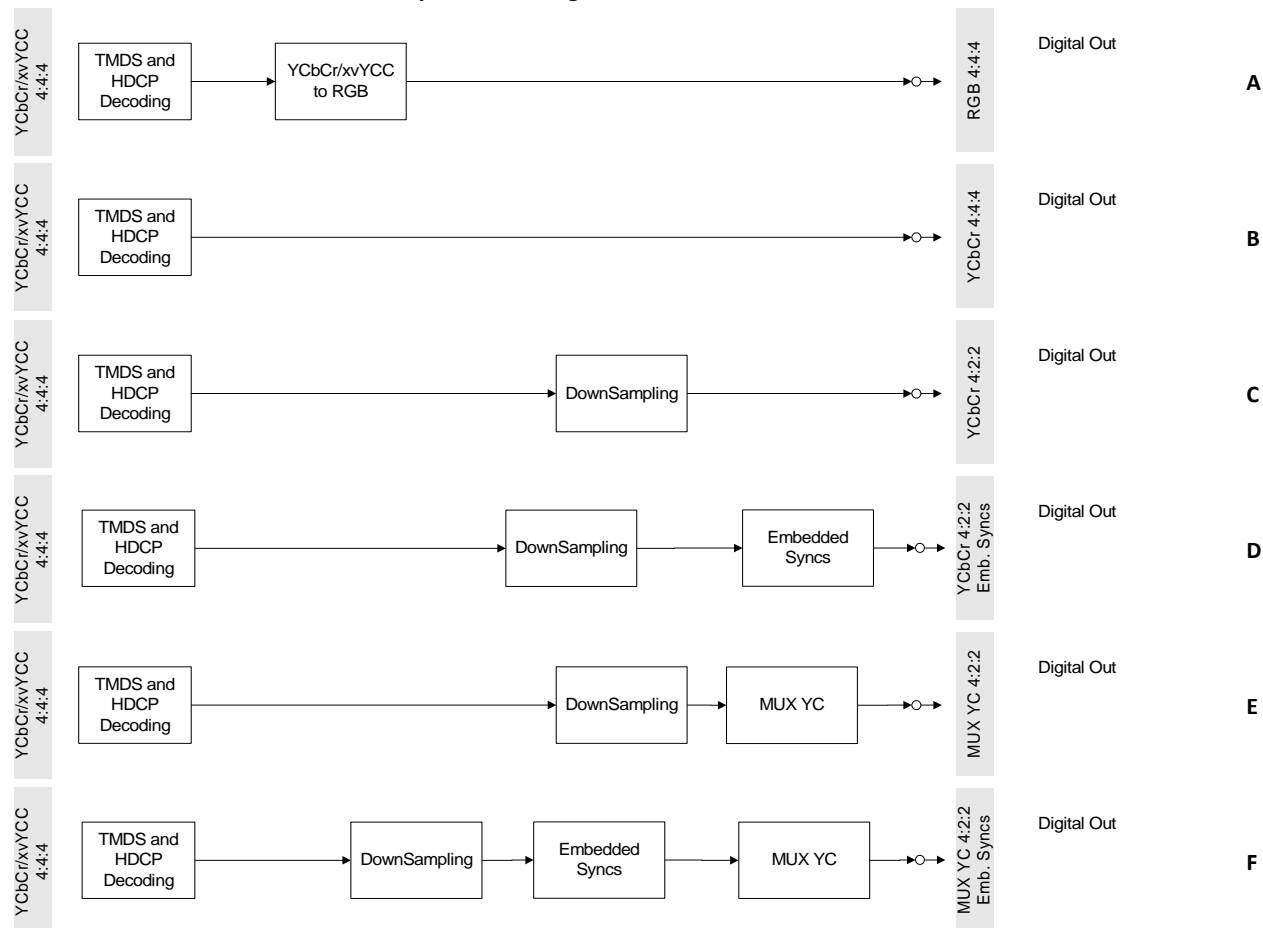 YCbCr/xvYCC
4:4:4
TMDS and
HDCP
Decoding
YCbCr/xvYCC
to RGB
RGB 4:4:4
Digital Out
A
YCbCr/xvYCC
4:4:4
TMDS and
HDCP
Decoding
YCbCr 4:4:4
Digital Out
B
YCbCr/xvYCC
4:4:4
TMDS and
HDCP
Decoding
DownSampling
YCbCr 4:2:2
Digital Out
C
YCbCr/xvYCC
4:4:4
TMDS and
HDCP
Decoding
DownSampling
Embedded
Syncs
YCbCr 4:2:2
Emb. Syncs
Digital Out
D
YCbCr/xvYCC
4:4:4
TMDS and
HDCP
Decoding
DownSampling
MUX YC
MUX YC 4:2:2
Digital Out
E
YCbCr/xvYCC
4:4:4
TMDS and
HDCP
Decoding
DownSampling
Embedded
Syncs
MUX YC
MUX YC 4:2:2
Emb. Syncs
Digital Out
F